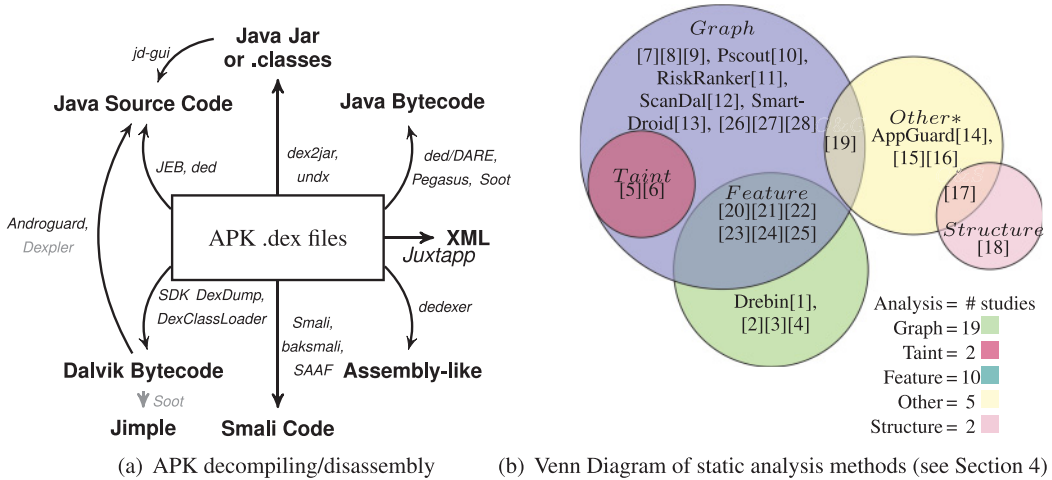 Java Jar
or .classes
jd-gui
Java Source Code
Java Bytecode
JEB, ded
dex2jar,
undx
ded/DARE,
Pegasus, Soot
Androguard,
Dexpler
APK .dex files
XML
Juxtapp
SDK DexDump,
DexClassLoader
Smali,
baksmali,
SAAF
dedexer
Dalvik Bytecode
Assembly-like
Soot
Jimple
Smali Code
(a) APK decompiling/disassembly
Graph
[7][8][9], Pscout[10],
RiskRanker[11],
ScanDal[12], Smart-
Droid[13], [26][27][28]
[19]
Other*
AppGuard[14],
[15][16]
[17]
Taint
[5][6]
Feature
[20][21][22]
[23][24][25]
Structure
[18]
Drebin[1],
[2][3][4]
Analysis = # studies
Graph = 19
Taint = 2
Feature = 10
Other = 5
Structure = 2
(b) Venn Diagram of static analysis methods (see Section 4)